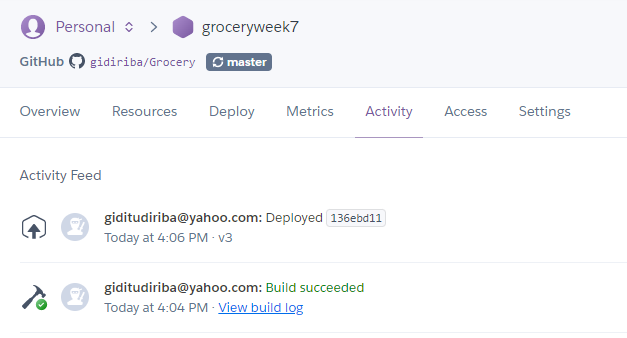 Personal groceryweek7
GitHub gidiriba/Grocery master
Overview Resources Deploy Metrics Activity Access Settings
Activity Feed
giditudiriba@yahoo.com: Deployed 136ebd11
Today at 4:06 PM · v3
giditudiriba@yahoo.com: Build succeeded
Today at 4:04 PM · View build log